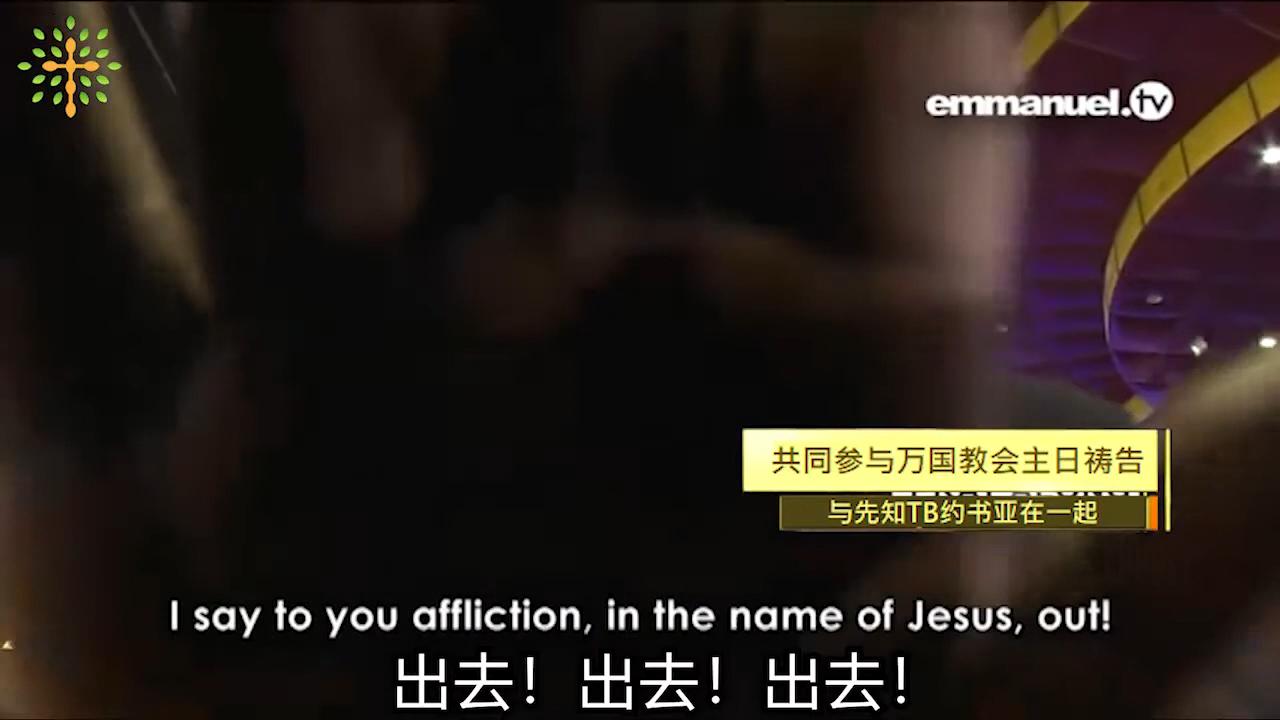 emmanuel.tv
共同参与万国教会主日祷告
与先知TB约书亚在一起
I say to you affliction, in the name of Jesus, out!
出去！出去！出去！